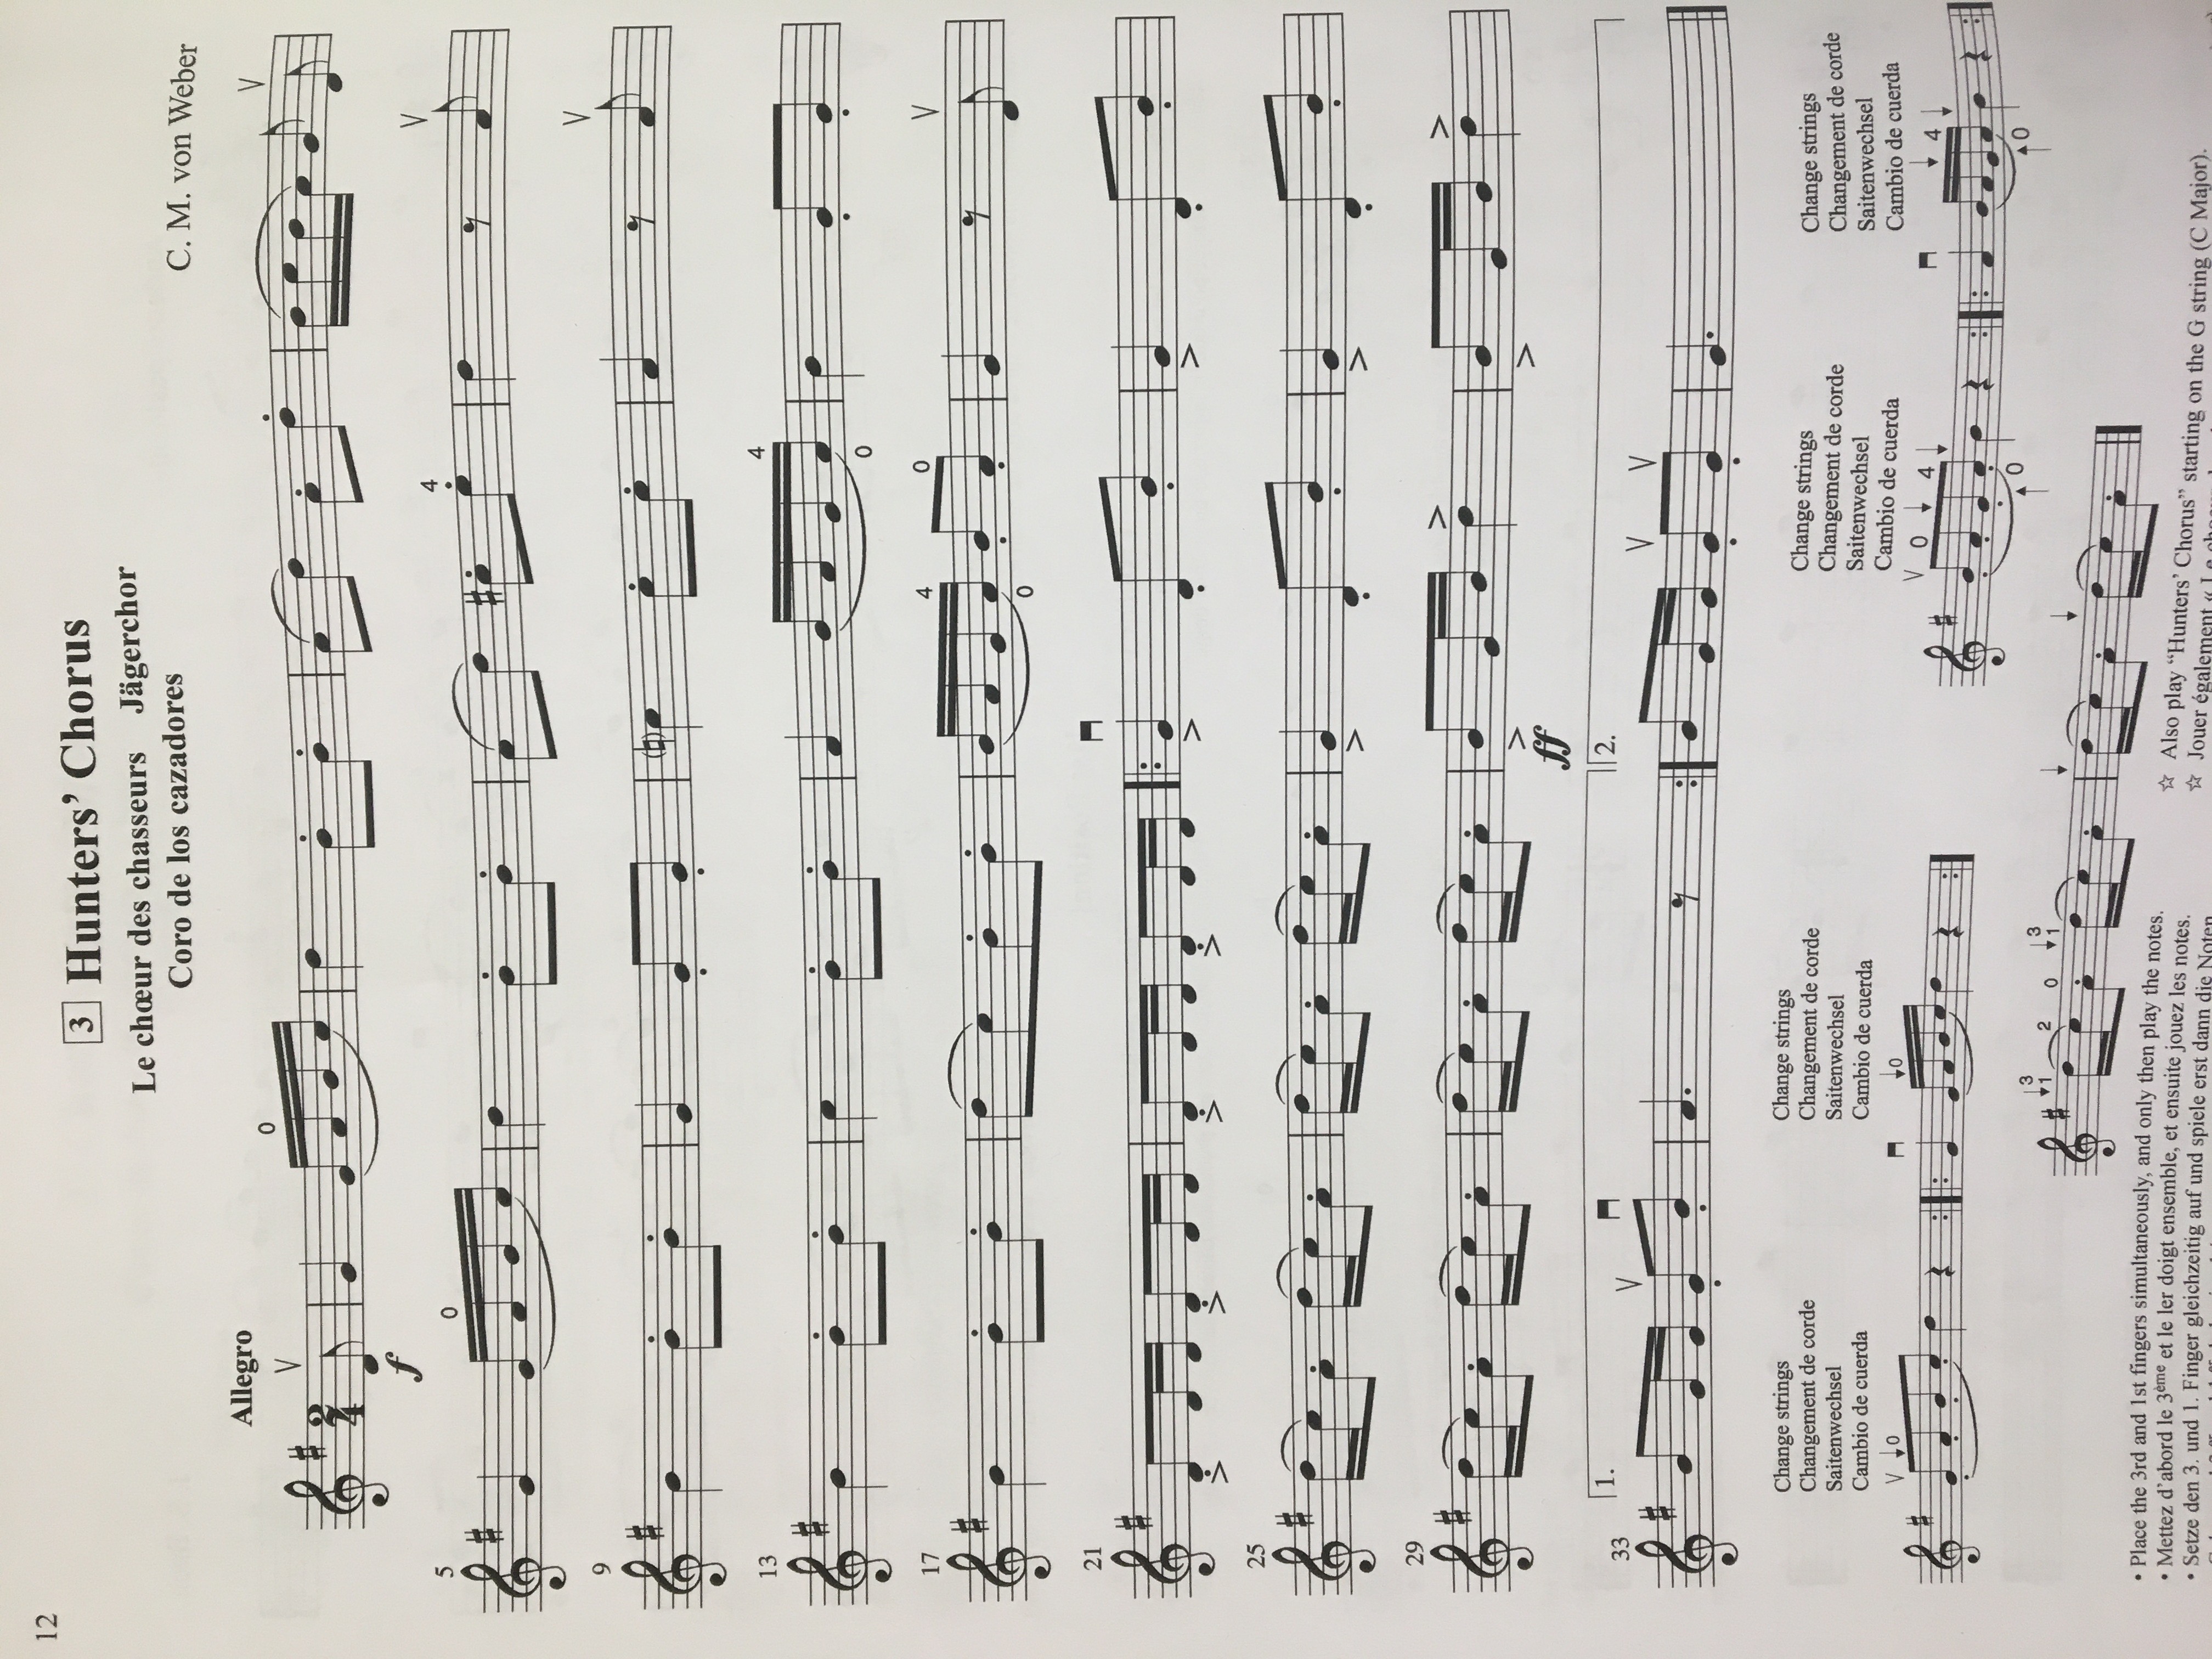 12
3 Hunters’ Chorus
Le chœur des chasseurs Jägerchor
Coro de los cazadores
C. M. von Weber
Allegro
V
0
V
2
4
f
5
0
4
V
9
V
13
4
0
17
4
0
V
0
21
25
29
ff
1.
2.
33
V
V V
Change strings
Changement de corde
Saitenwechsel
Cambio de cuerda
Change strings
Changement de corde
Saitenwechsel
Cambio de cuerda
Change strings
Changement de corde
Saitenwechsel
Cambio de cuerda
Change strings
Changement de corde
Saitenwechsel
Cambio de cuerda
V 0
0
V 0 4
0
4
0
3
1 2 0 3
1
• Place the 3rd and 1st fingers simultaneously, and only then play the notes.
• Mettez d’abord le 3ème et le ler doigt ensemble, et ensuite jouez les notes.
• Setze den 3. und 1. Finger gleichzeitig auf und spiele erst dann die Noten
☆ Also play “Hunters’ Chorus” starting on the G string (C Major).
☆ Jouer également « Le